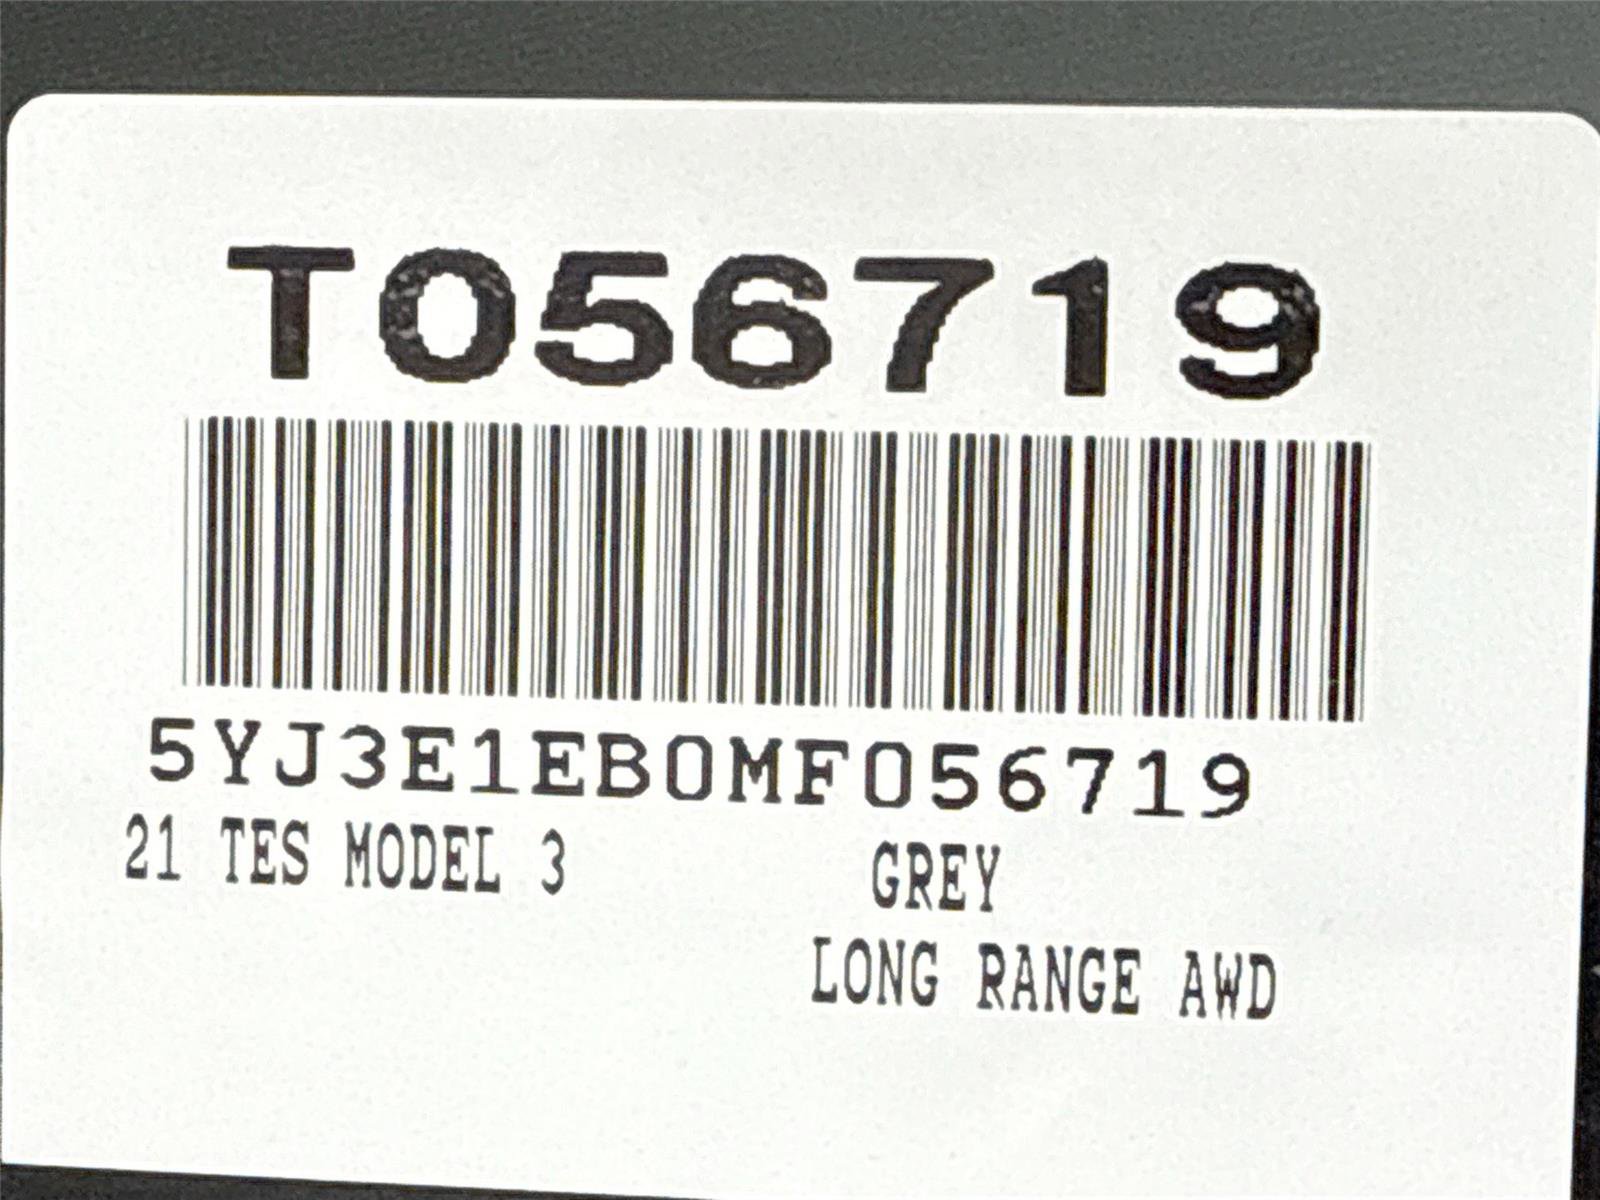 T056719
5YJ3E1EB0MF056719
21 TES MODEL 3 GREY
LONG RANGE AWD